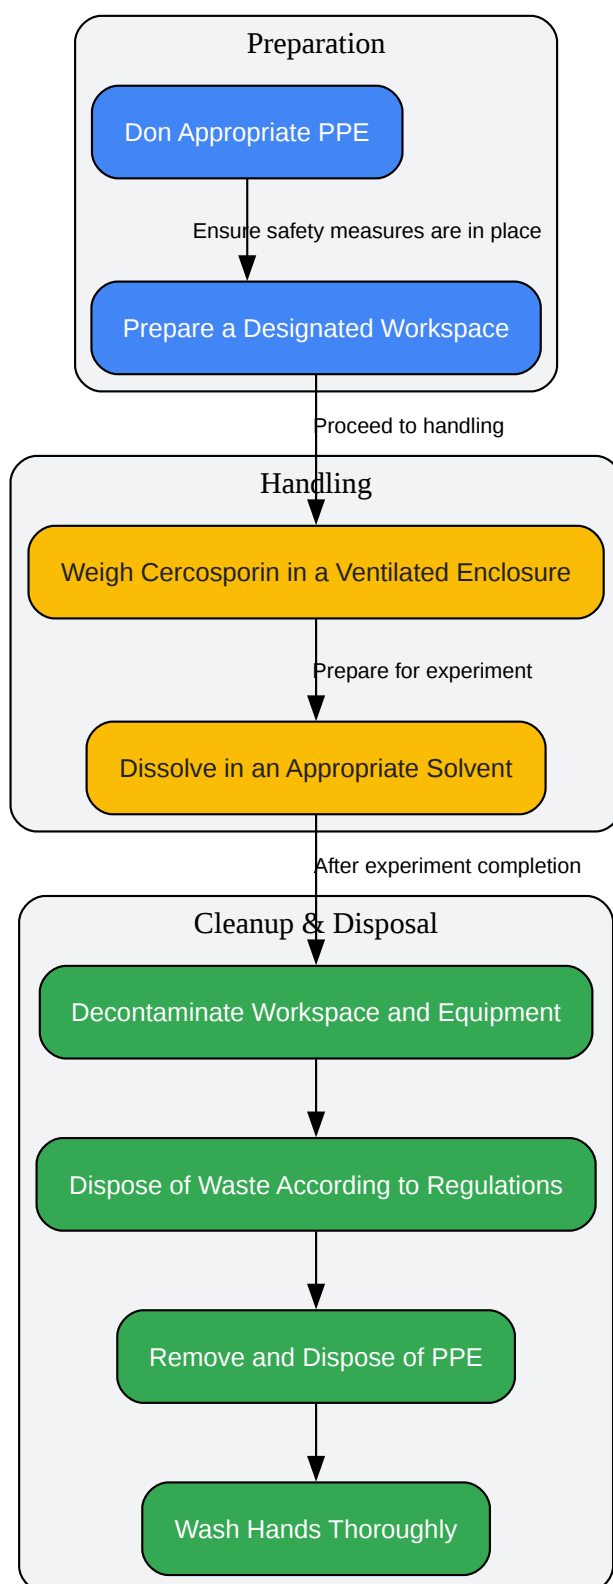 Preparation
Don Appropriate PPE
Ensure safety measures are in place
Prepare a Designated Workspace
Proceed to handling
Handling
Weigh Cercosporin in a Ventilated Enclosure
Prepare for experiment
Dissolve in an Appropriate Solvent
After experiment completion
Cleanup & Disposal
Decontaminate Workspace and Equipment
Dispose of Waste According to Regulations
Remove and Dispose of PPE
Wash Hands Thoroughly